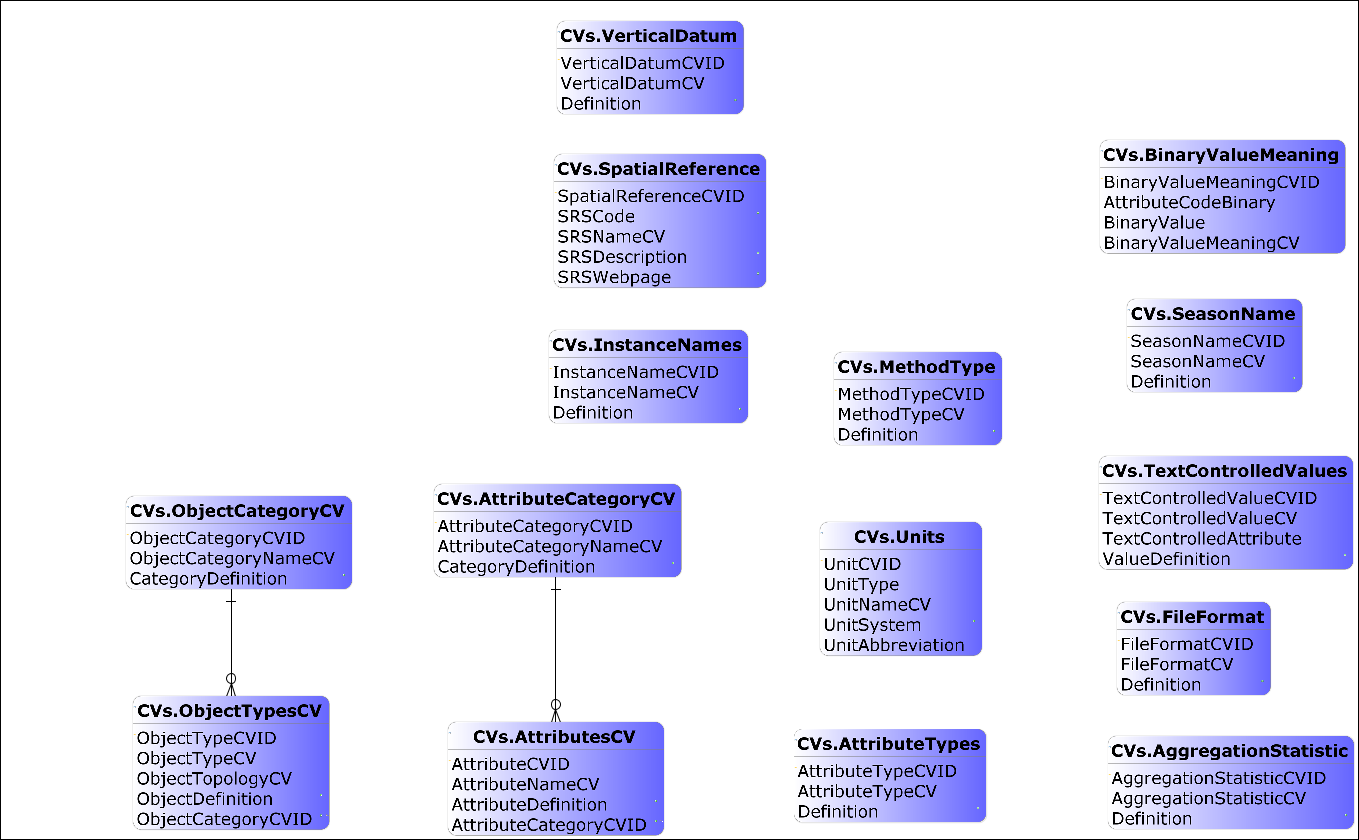 CVs.VerticalDatum
VerticalDatumCVID
VerticalDatumCV
Definition
CVs.SpatialReference
SpatialReferenceCVID
SRSCode
SRSNameCV
SRSDescription
SRSWebpage
CVs.InstanceNames
InstanceNameCVID
InstanceNameCV
Definition
CVs.BinaryValueMeaning
BinaryValueMeaningCVID
AttributeCodeBinary
BinaryValue
BinaryValueMeaningCV
CVs.SeasonName
SeasonNameCVID
SeasonNameCV
Definition
CVs.MethodType
MethodTypeCVID
MethodTypeCV
Definition
CVs.TextControlledValues
TextControlledValueCVID
TextControlledValueCV
TextControlledAttribute
ValueDefinition
CVs.ObjectCategoryCV
ObjectCategoryCVID
ObjectCategoryNameCV
CategoryDefinition
CVs.AttributeCategoryCV
AttributeCategoryCVID
AttributeCategoryNameCV
CategoryDefinition
CVs.Units
UnitCVID
UnitType
UnitNameCV
UnitSystem
UnitAbbreviation
CVs.FileFormat
FileFormatCVID
FileFormatCV
Definition
CVs.ObjectTypesCV
ObjectTypeCVID
ObjectTypeCV
ObjectTopologyCV
ObjectDefinition
ObjectCategoryCVID
CVs.AttributesCV
AttributeCVID
AttributeNameCV
AttributeDefinition
AttributeCategoryCVID
CVs.AttributeTypes
AttributeTypeCVID
AttributeTypeCV
Definition
CVs.AggregationStatistic
AggregationStatisticCVID
AggregationStatisticCV
Definition